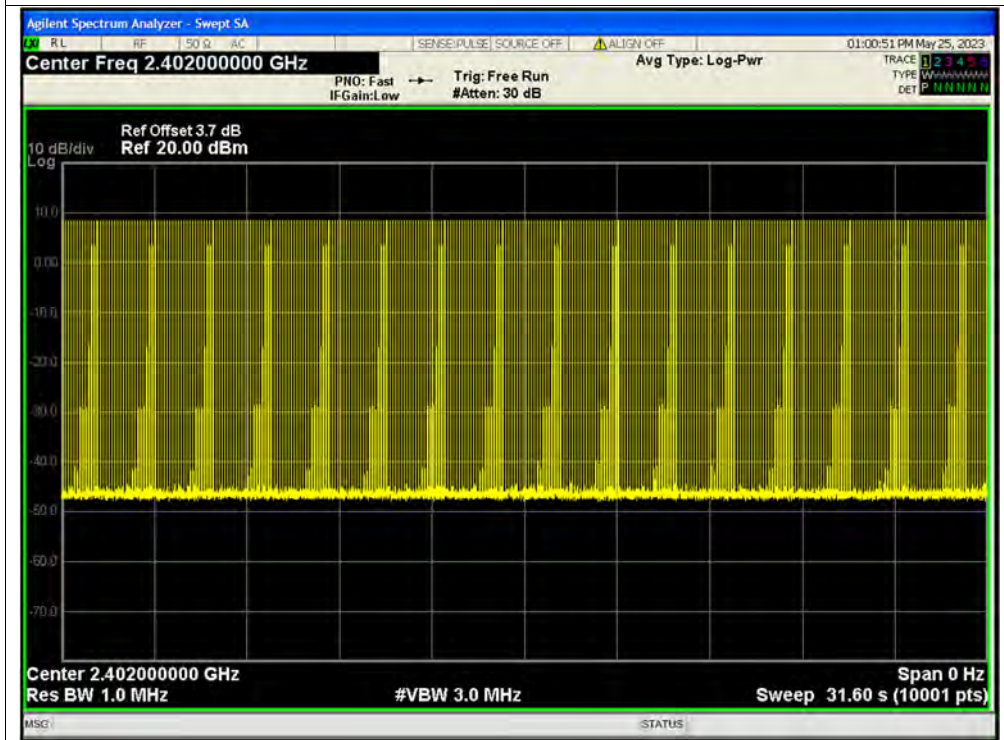 Agilent Spectrum Analyzer - Swept SA
LXI RL RF 50 Ω AC SENSE:PULSE SOURCE OFF ALIGN OFF 01:00:51 PM May 25, 2023
Center Freq 2.402000000 GHz Avg Type: Log-Pwr TRACE 1 2 3 4 5 6
PNO: Fast Trig: Free Run TYPE W
IFGain:Low #Atten: 30 dB DET P N N N N N
Ref Offset 3.7 dB
10 dB/div Ref 20.00 dBm
Log
10.0
0.00
-10.0
-20.0
-30.0
-40.0
-50.0
-60.0
-70.0
Center 2.402000000 GHz Span 0 Hz
Res BW 1.0 MHz #VBW 3.0 MHz Sweep 31.60 s (10001 pts)
MSG STATUS